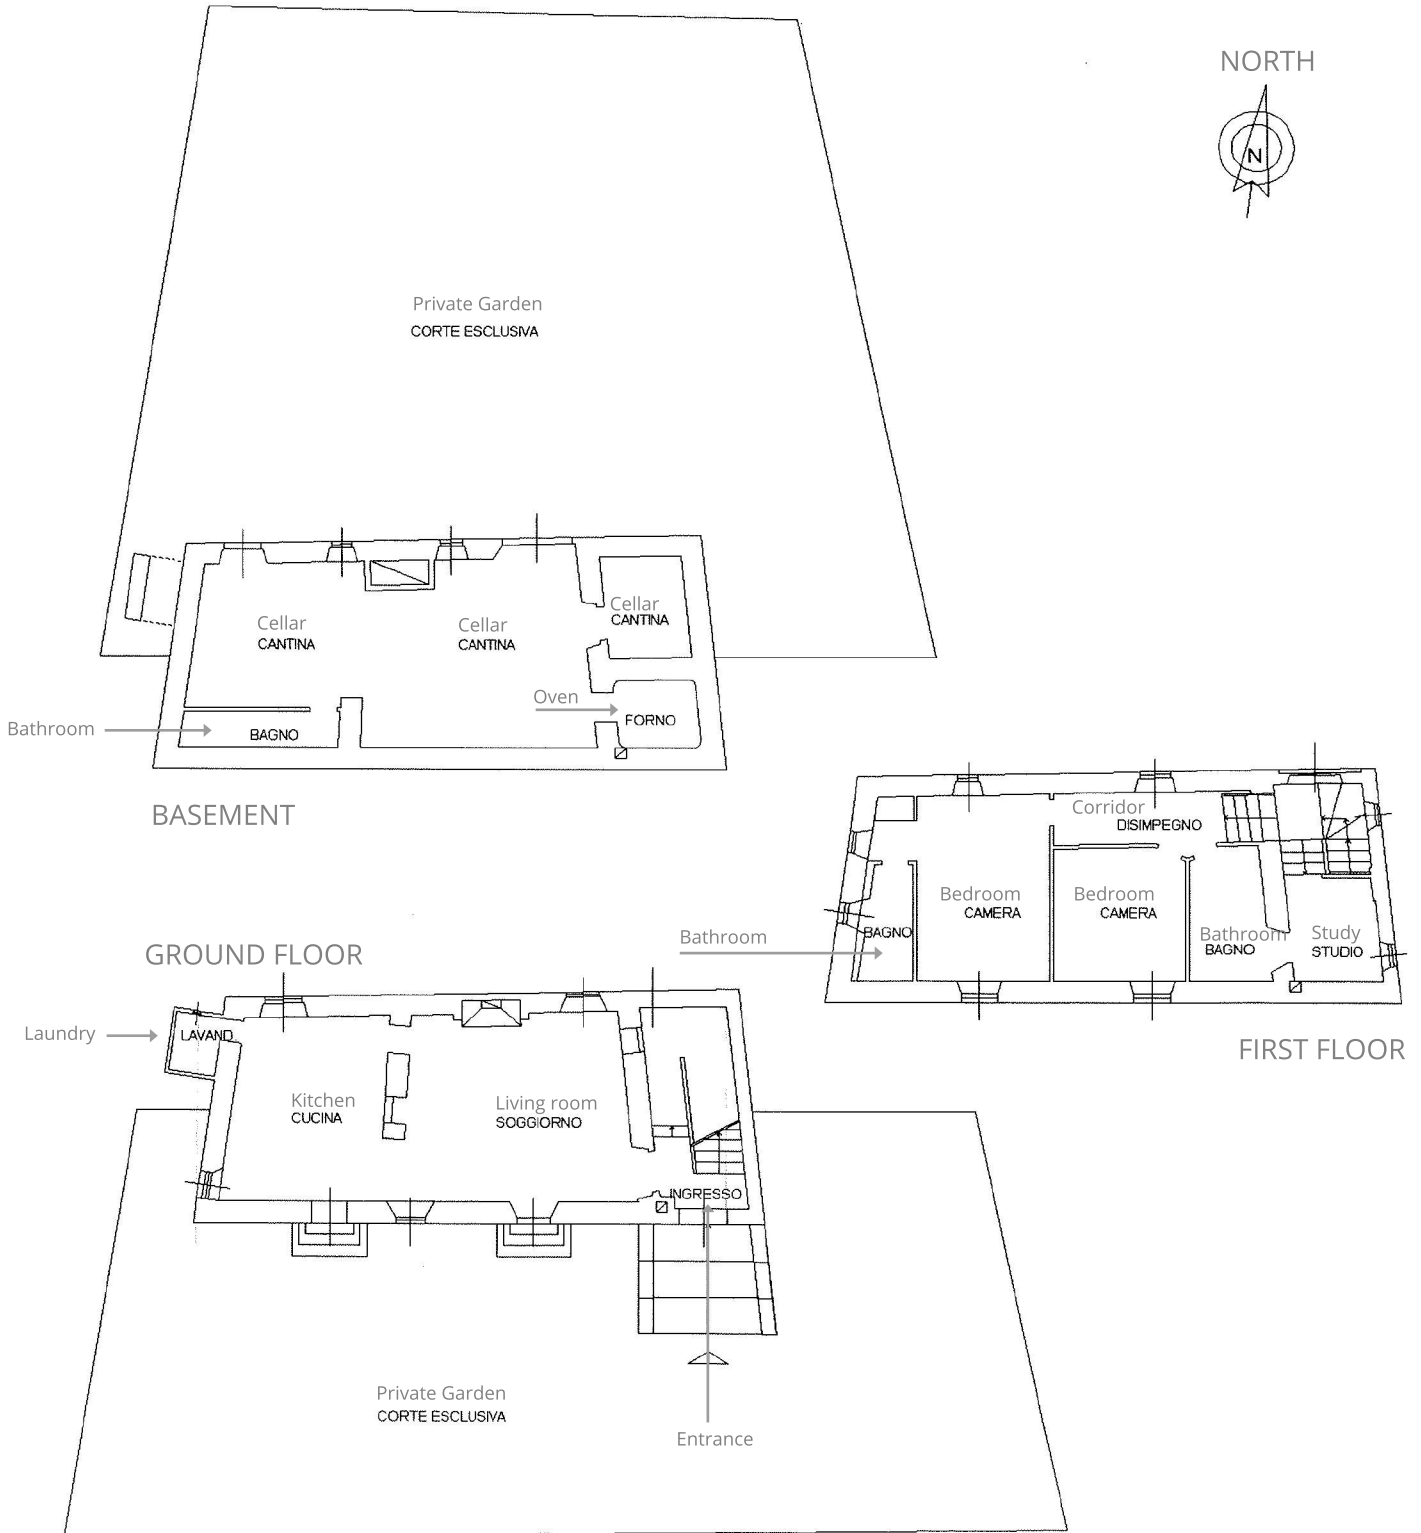 NORTH
N
Private Garden
CORTE ESCLUSIVA
Cellar
CANTINA
Cellar
CANTINA
Cellar
CANTINA
Oven
FORNO
Bathroom
BAGNO
BASEMENT
Corridor
DISIMPEGNO
Bedroom
CAMERA
Bedroom
CAMERA
Bathroom
BAGNO
Bathroom
BAGNO
Study
STUDIO
FIRST FLOOR
GROUND FLOOR
Laundry
LAVAND.
Kitchen
CUCINA
Living room
SOGGIORNO
INGRESSO
Private Garden
CORTE ESCLUSIVA
Entrance